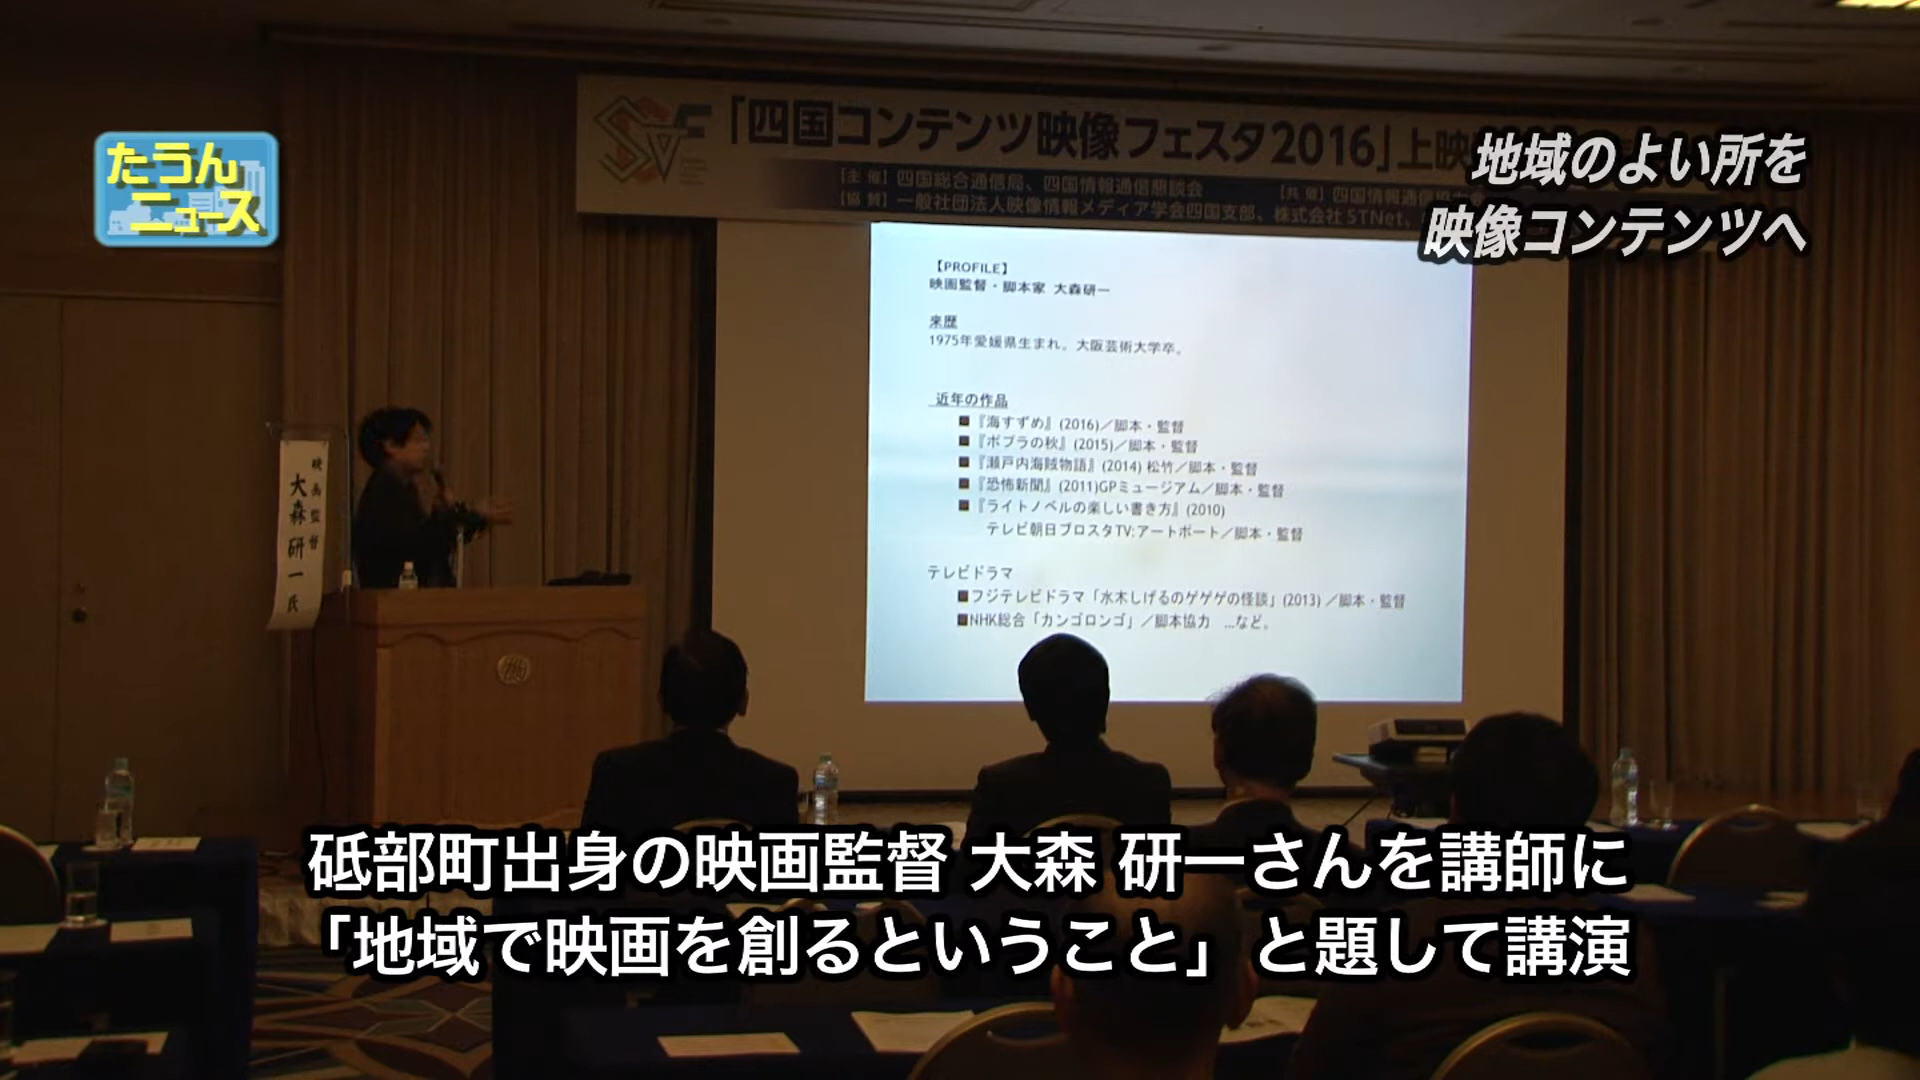 たうん
ニュース
「四国コンテンツ映像フェスタ2016」上映
【主催】四国総合通信局、四国情報通信懇談会
【共催】四国情報通信
【協賛】一般社団法人映像情報メディア学会四国支部、株式会社STNet、
地域のよい所を
映像コンテンツへ
【PROFILE】
映画監督・脚本家 大森研一
来歴
1975年愛媛県生まれ。大阪芸術大学卒。
近年の作品
■『海すずめ』(2016)／脚本・監督
■『ポプラの秋』(2015)／脚本・監督
■『瀬戸内海賊物語』(2014) 松竹／脚本・監督
■『恐怖新聞』(2011)GPミュージアム／脚本・監督
■『ライトノベルの楽しい書き方』(2010)
テレビ朝日プロスタTV:アートポート／脚本・監督
テレビドラマ
■フジテレビドラマ「水木しげるのゲゲゲの怪談」(2013) ／脚本・監督
■NHK総合「カンゴロンゴ」／脚本協力 ...など。
映画監督
大森研一氏
砥部町出身の映画監督 大森 研一さんを講師に
「地域で映画を創るということ」と題して講演